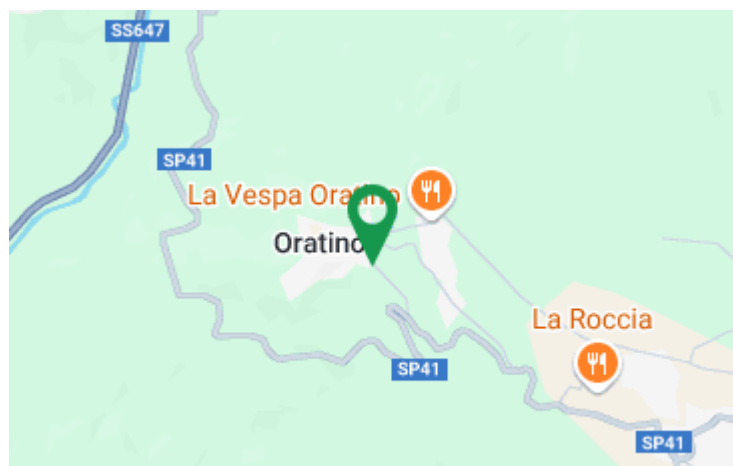 SS647
SP41
La Vespa Oratino
Oratino
La Roccia
SP41
SP41